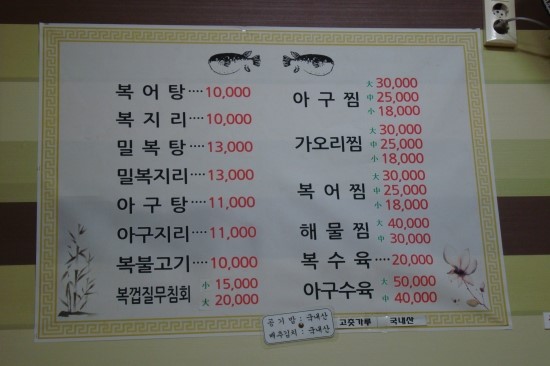 복어탕····10,000
복지리····10,000
밀복탕····13,000
밀복지리····13,000
아구탕····11,000
아구지리····11,000
복불고기····10,000
복껍질무침회 小 15,000
大 20,000
아구찜 大 30,000
中 25,000
小 18,000
가오리찜 大 30,000
中 25,000
小 18,000
복어찜 大 30,000
中 25,000
小 18,000
해물찜 大 40,000
中 30,000
복수육····20,000
아구수육 大 50,000
中 40,000
공기밥 : 국내산
배추김치 : 국내산
고춧가루 국내산